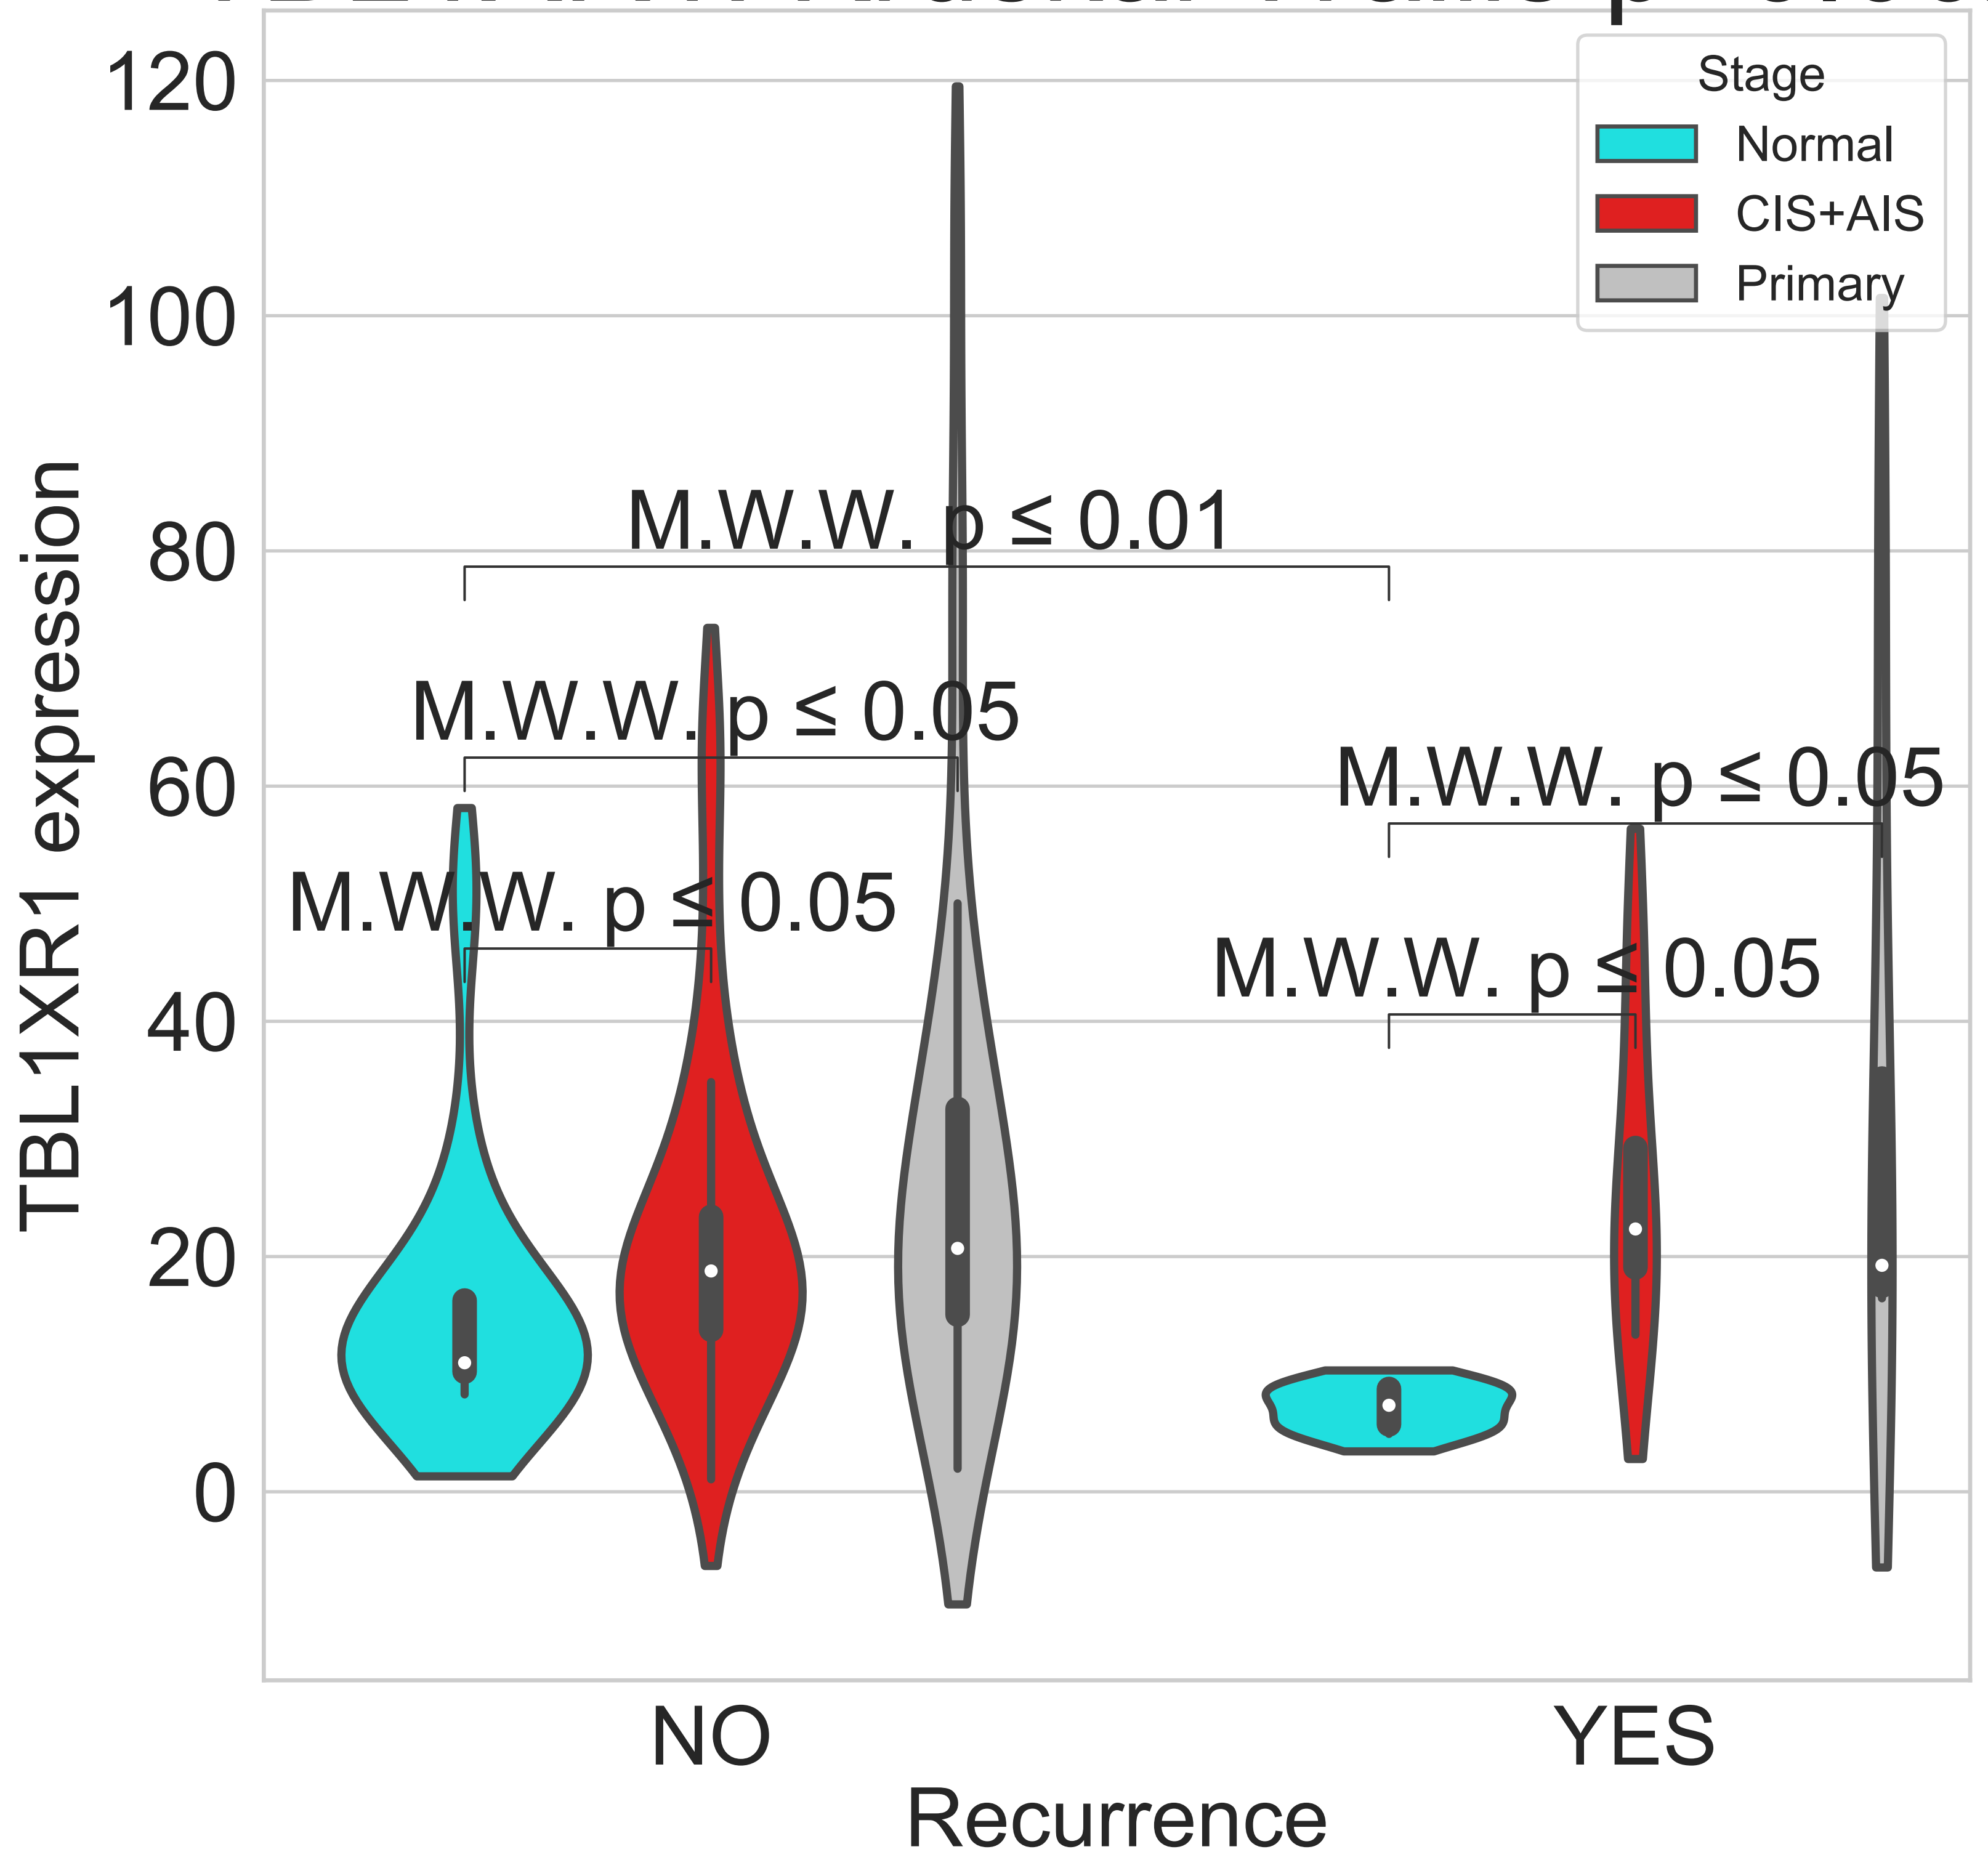 120
100
80
60
40
20
0
TBL1XR1 expression
Stage
Normal
CIS+AIS
Primary
M.W.W. p ≤ 0.01
M.W.W. p ≤ 0.05
M.W.W. p ≤ 0.05
M.W.W. p ≤ 0.05
M.W.W. p ≤ 0.05
NO
YES
Recurrence